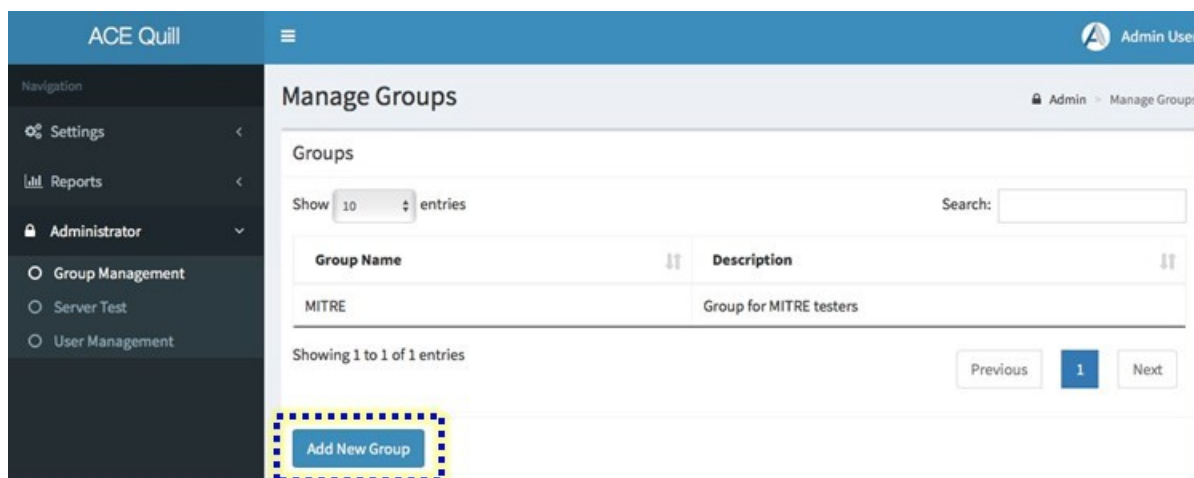 ACE Quill
Admin User
Navigation
Settings
Reports
Administrator
Group Management
Server Test
User Management
Manage Groups
Admin > Manage Groups
Groups
Show 10 entries
Search:
Group Name Description
MITRE Group for MITRE testers
Showing 1 to 1 of 1 entries
Previous 1 Next
Add New Group